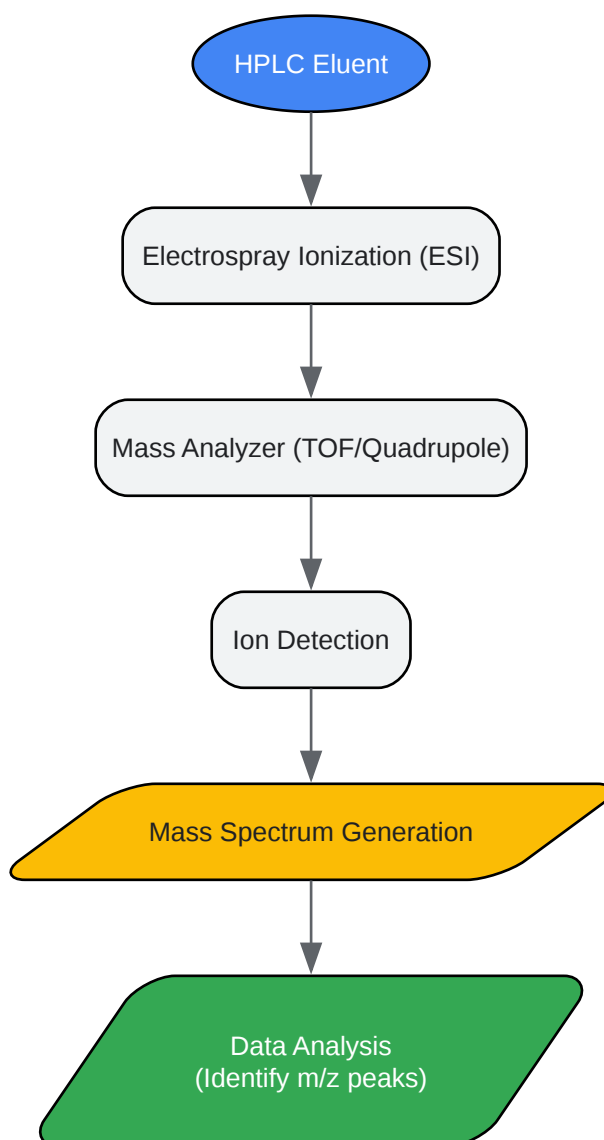 HPLC Eluent
Electrospray Ionization (ESI)
Mass Analyzer (TOF/Quadrupole)
Ion Detection
Mass Spectrum Generation
Data Analysis
(Identify m/z peaks)